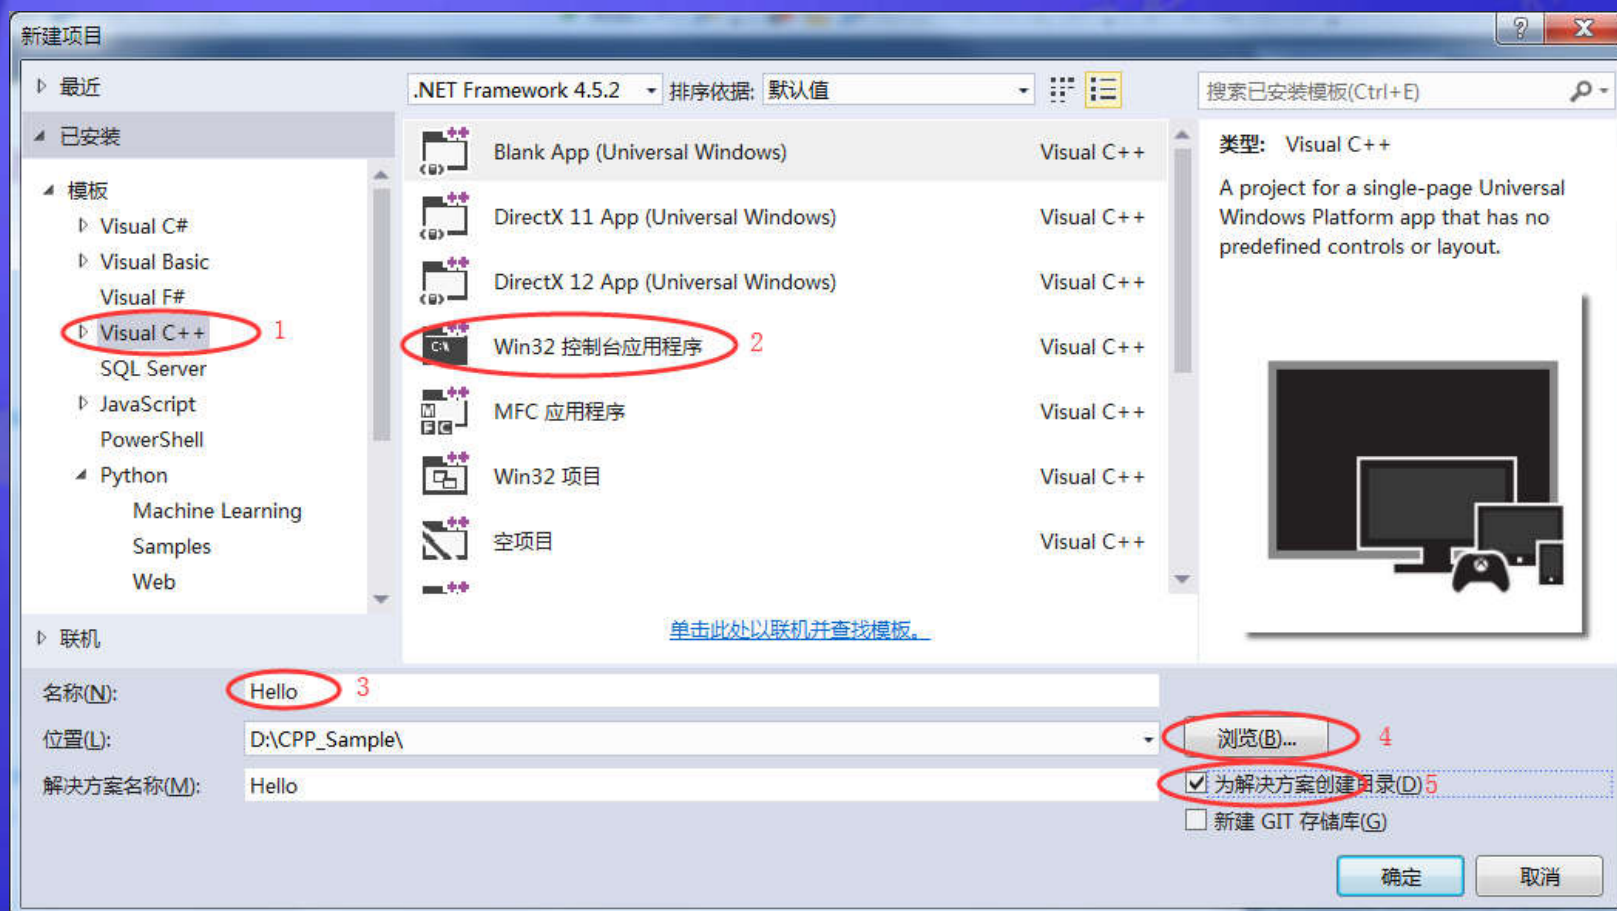 新建项目
最近
.NET Framework 4.5.2
排序依据:
默认值
搜索已安装模板(Ctrl+E)
已安装
模板
Visual C#
Visual Basic
Visual F#
Visual C++
1
SQL Server
JavaScript
PowerShell
Python
Machine Learning
Samples
Web
联机
Blank App (Universal Windows)
Visual C++
DirectX 11 App (Universal Windows)
Visual C++
DirectX 12 App (Universal Windows)
Visual C++
C:\
Win32 控制台应用程序
2
Visual C++
MFC
MFC 应用程序
Visual C++
Win32 项目
Visual C++
空项目
Visual C++
单击此处以联机并查找模板。
类型: Visual C++
A project for a single-page Universal
Windows Platform app that has no
predefined controls or layout.
名称(N):
Hello
3
位置(L):
D:\CPP_Sample\
浏览(B)...
4
解决方案名称(M):
Hello
为解决方案创建目录(D)
5
新建 GIT 存储库(G)
确定
取消